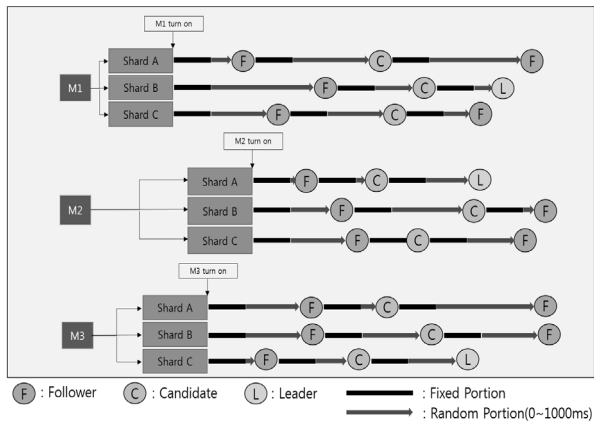 M1 turn on
Shard A F C F
M1 Shard B F C L
Shard C F C F
M2 turn on
Shard A F C L
M2 Shard B F C F
Shard C F C F
M3 turn on
Shard A F C F
M3 Shard B F C F
Shard C F C L
F : Follower C : Candidate L : Leader : Fixed Portion
: Random Portion(0~1000ms)